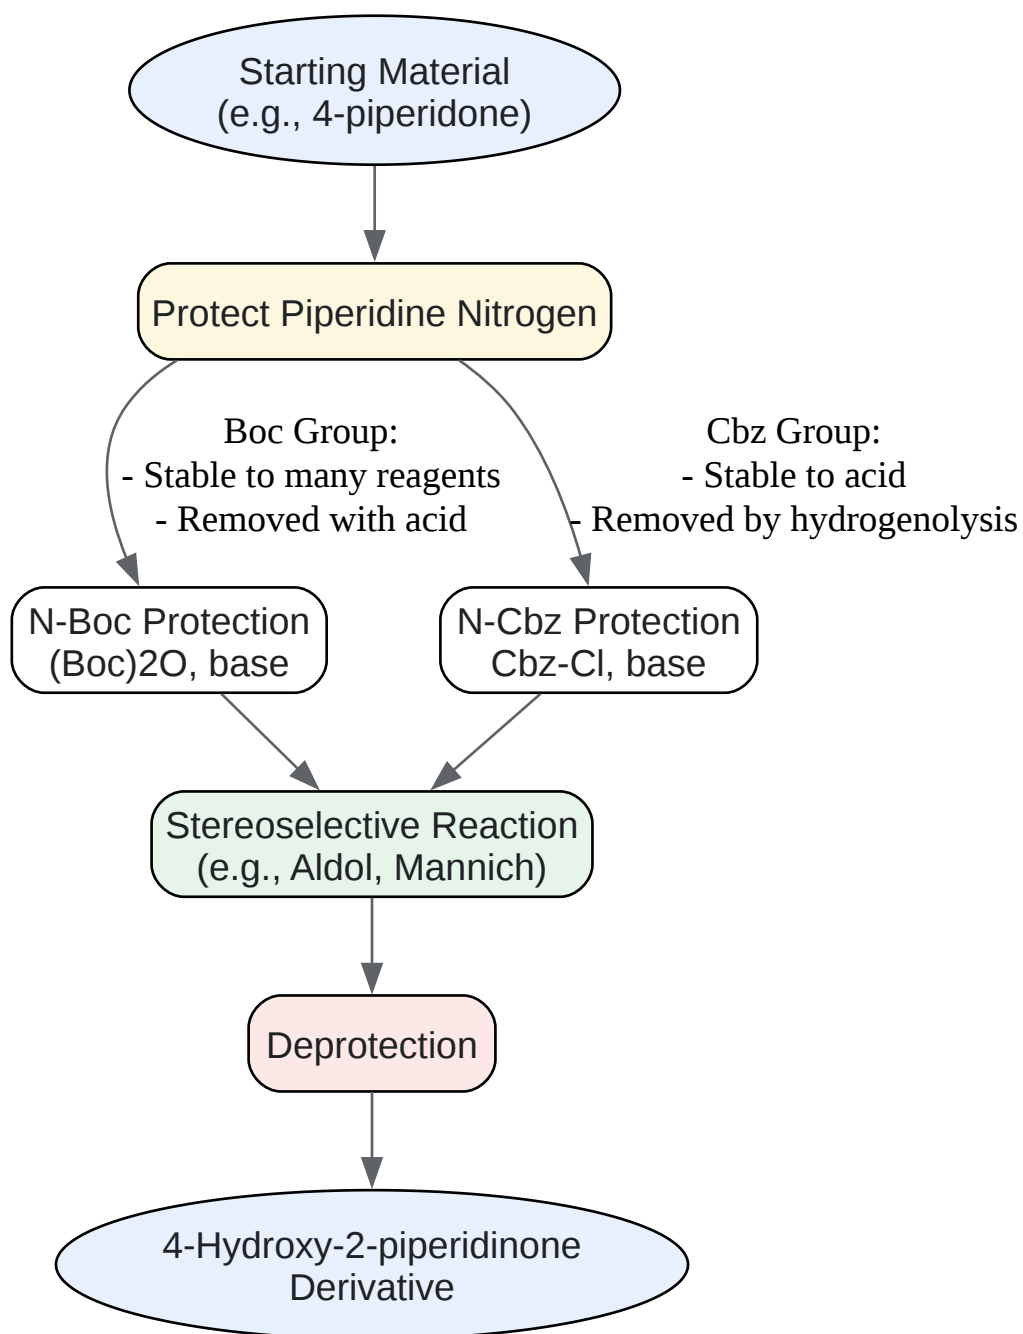 Starting Material
(e.g., 4-piperidone)
Protect Piperidine Nitrogen
Boc Group:
- Stable to many reagents
- Removed with acid
Cbz Group:
- Stable to acid
- Removed by hydrogenolysis
N-Boc Protection
(Boc)2O, base
N-Cbz Protection
Cbz-Cl, base
Stereoselective Reaction
(e.g., Aldol, Mannich)
Deprotection
4-Hydroxy-2-piperidinone
Derivative